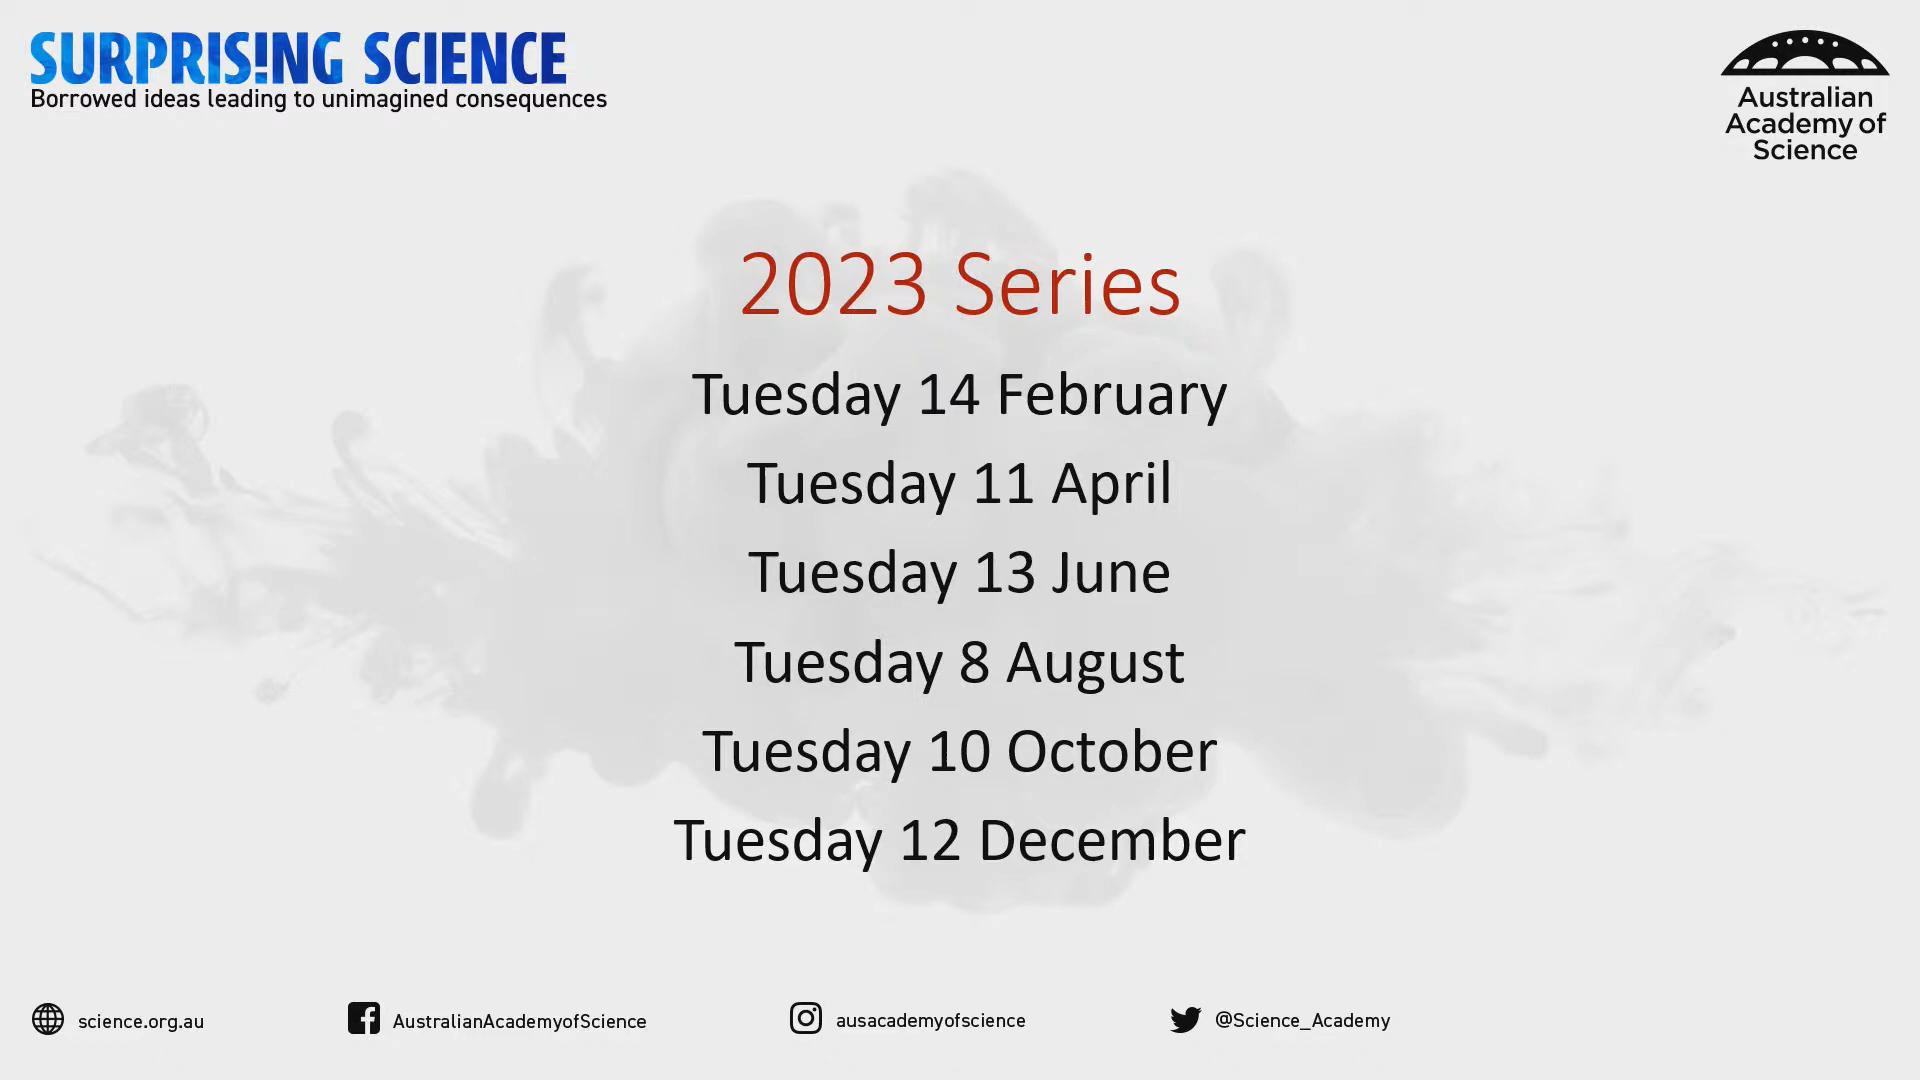 SURPRIS!NG SCIENCE
Borrowed ideas leading to unimagined consequences
Australian
Academy of
Science
2023 Series
Tuesday 14 February
Tuesday 11 April
Tuesday 13 June
Tuesday 8 August
Tuesday 10 October
Tuesday 12 December
science.org.au
AustralianAcademyofScience
ausacademyofscience
@Science_Academy